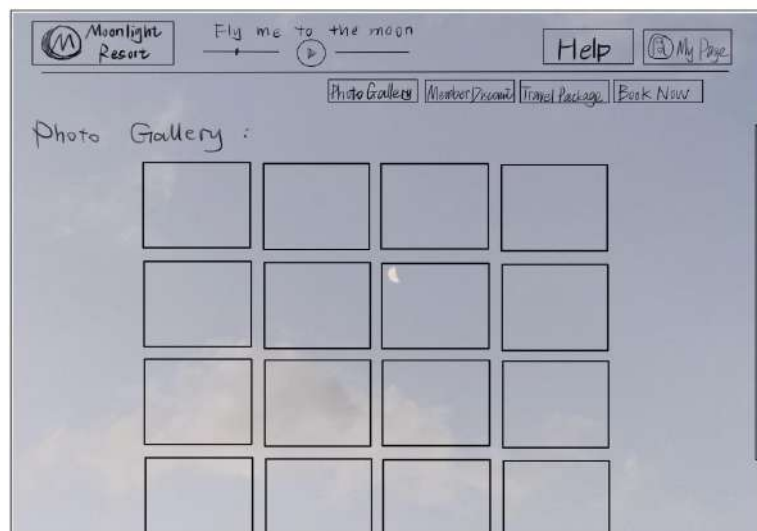 Moonlight
Resort
Fly me to the moon
Help
My Page
Photo Gallery
Member Discount
Travel Package
Book Now
Photo Gallery :